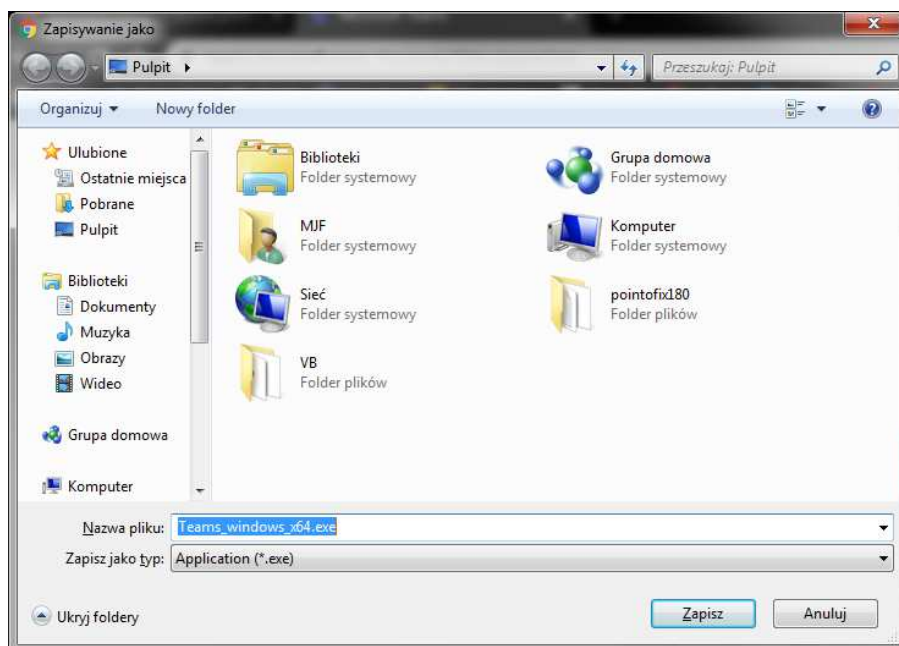 Zapisywanie jako
Pulpit
Przeszukaj: Pulpit
Organizuj
Nowy folder
Ulubione
Ostatnie miejsca
Pobrane
Pulpit
Biblioteki
Dokumenty
Muzyka
Obrazy
Wideo
Grupa domowa
Komputer
Biblioteki
Folder systemowy
Grupa domowa
Folder systemowy
MJF
Folder systemowy
Komputer
Folder systemowy
Sieć
Folder systemowy
pointofix180
Folder plików
VB
Folder plików
Nazwa pliku: Teams_windows_x64.exe
Zapisz jako typ: Application (*.exe)
Ukryj foldery
Zapisz
Anuluj